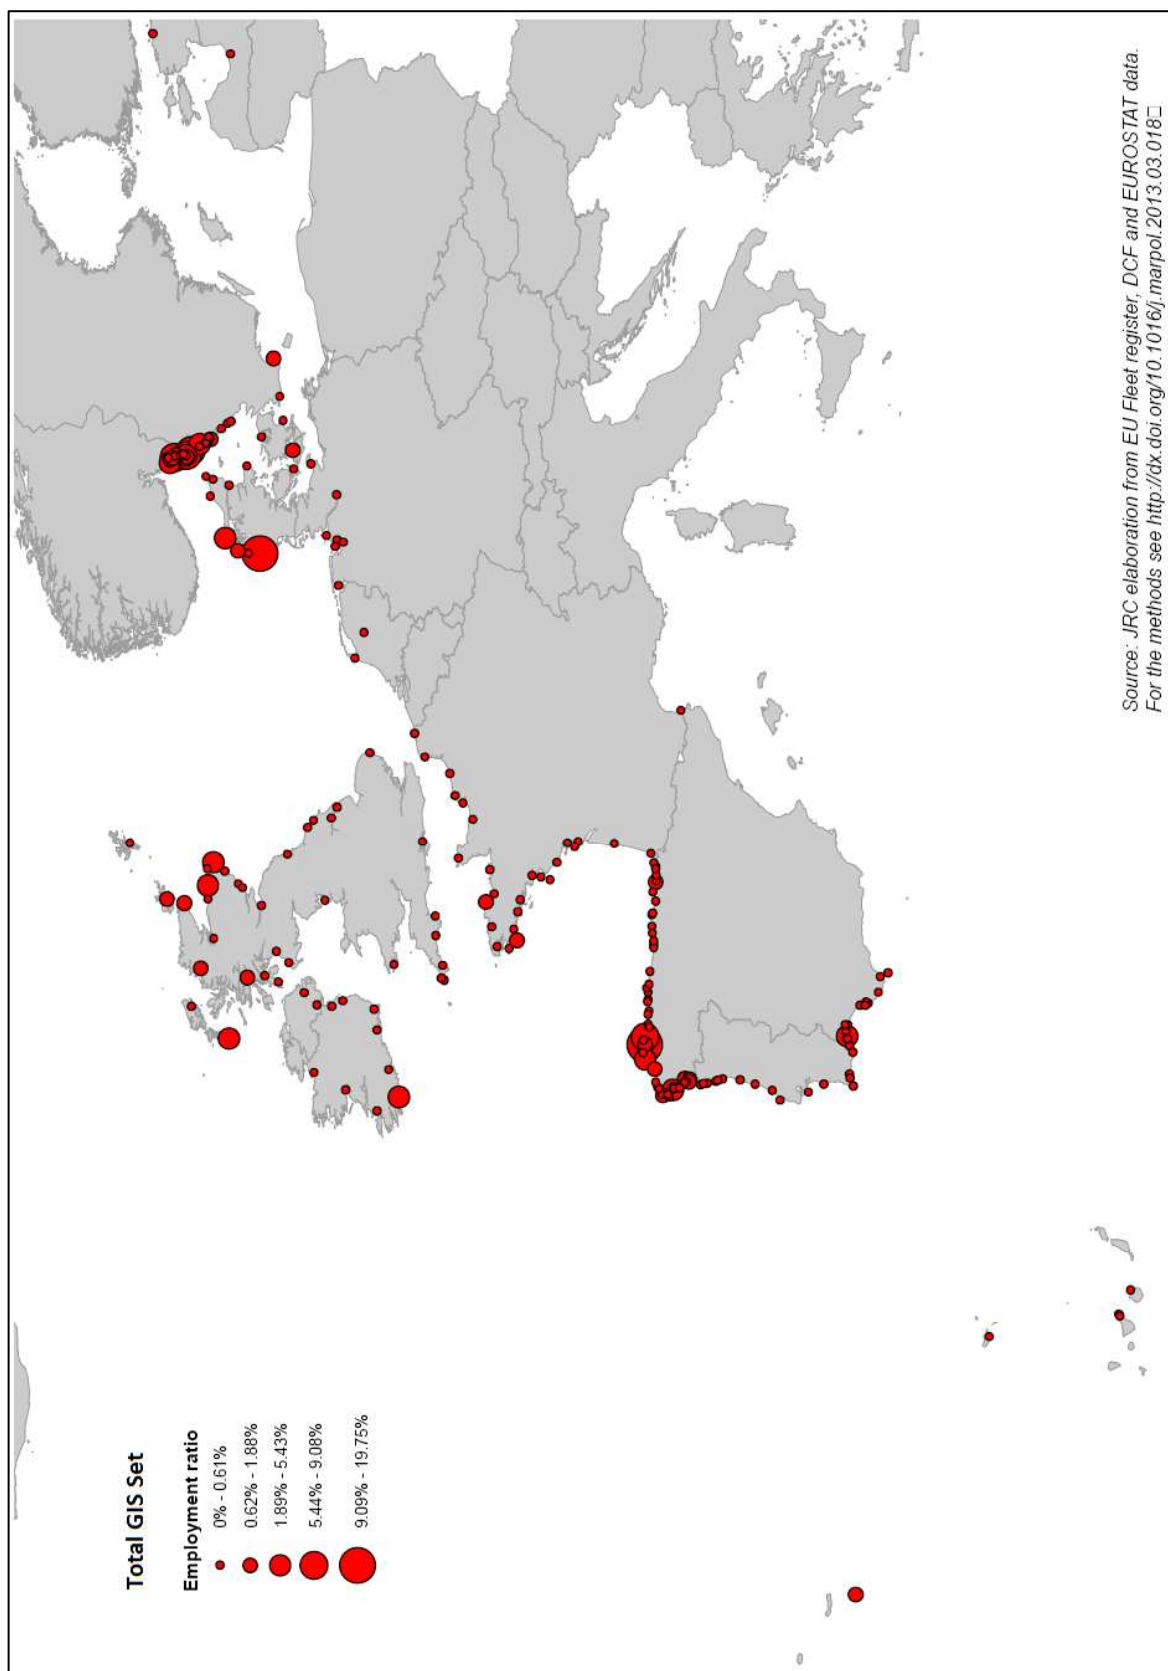 Total GIS Set
Employment ratio
0% - 0.61%
0.62% - 1.88%
1.89% - 5.43%
5.44% - 9.08%
9.09% - 19.75%
Source: JRC elaboration from EU Fleet register, DCF and EUROSTAT data.
For the methods see http://dx.doi.org/10.1016/j.marpol.2013.03.018□